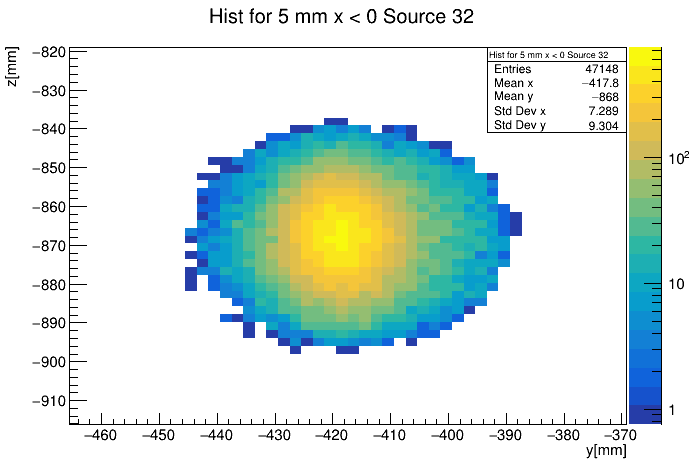 Hist for 5 mm x < 0 Source 32
z[mm]
Hist for 5 mm x < 0 Source 32
Entries 47148
Mean x −417.8
Mean y −868
Std Dev x 7.289
Std Dev y 9.304
−820
−830
−840
−850
−860
−870
−880
−890
−900
−910
10²
10
1
−460 −450 −440 −430 −420 −410 −400 −390 −380 −370
y[mm]